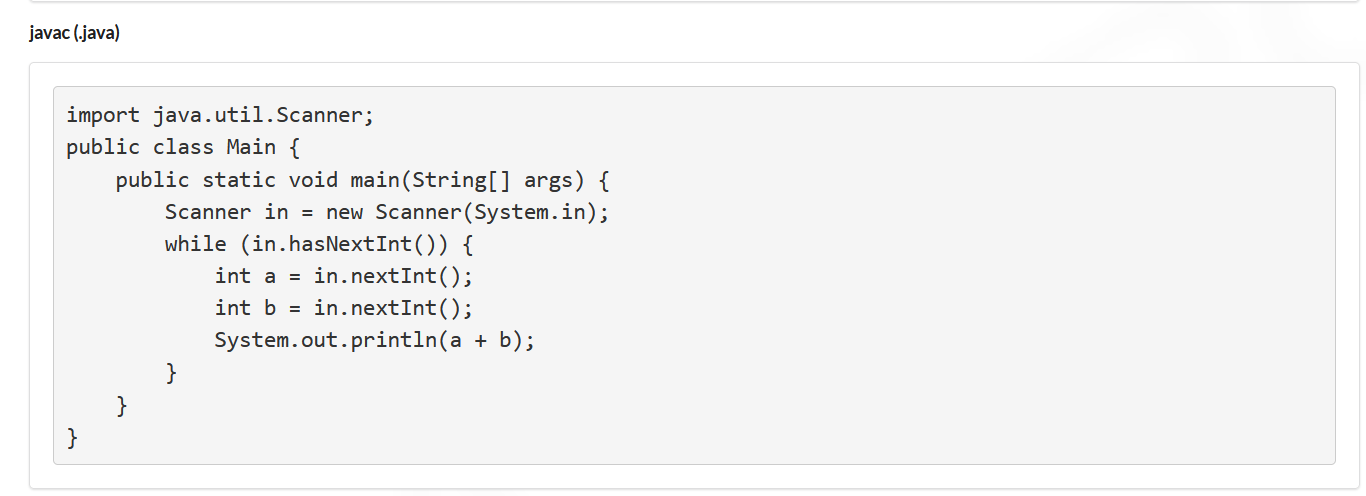 javac (.java)
import java.util.Scanner;
public class Main {
    public static void main(String[] args) {
        Scanner in = new Scanner(System.in);
        while (in.hasNextInt()) {
            int a = in.nextInt();
            int b = in.nextInt();
            System.out.println(a + b);
        }
    }
}